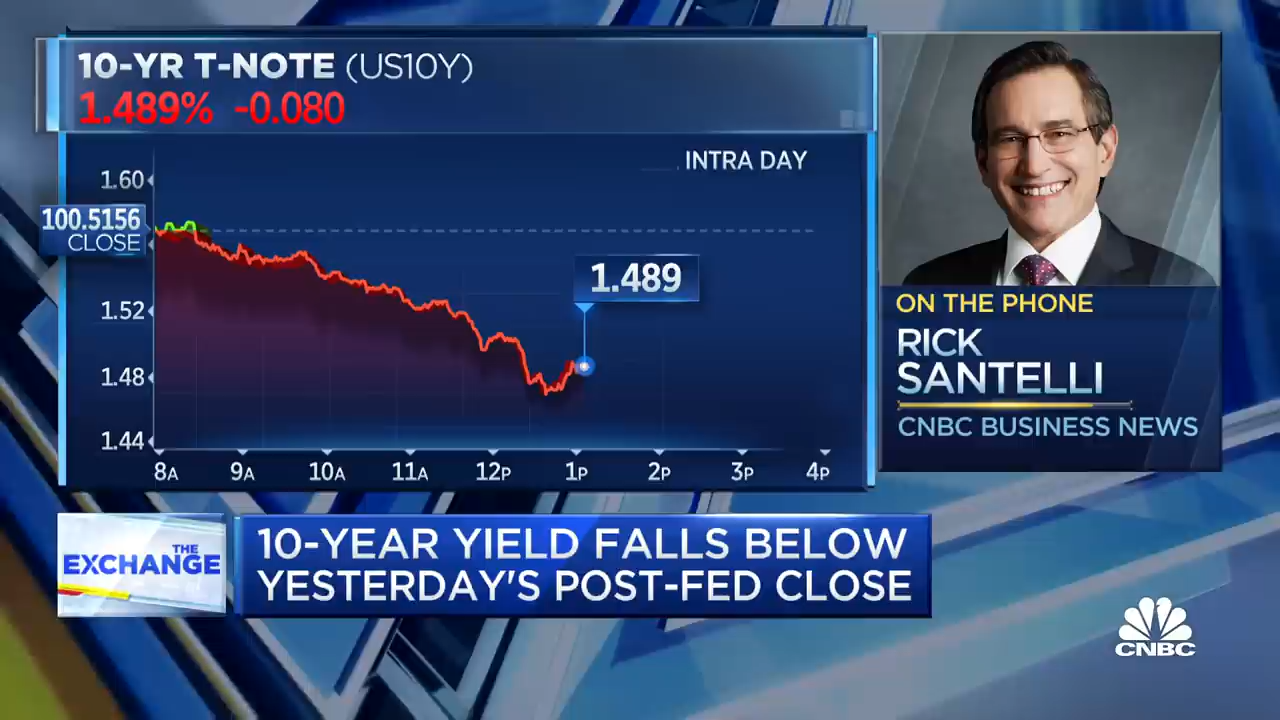 10-YR T-NOTE (US10Y)
1.489% -0.080
INTRA DAY
1.60
100.5156
CLOSE
1.489
1.52
1.48
1.44
8A 9A 10A 11A 12P 1P 2P 3P 4P
ON THE PHONE
RICK
SANTELLI
CNBC BUSINESS NEWS
THE
EXCHANGE
10-YEAR YIELD FALLS BELOW
YESTERDAY'S POST-FED CLOSE
CNBC